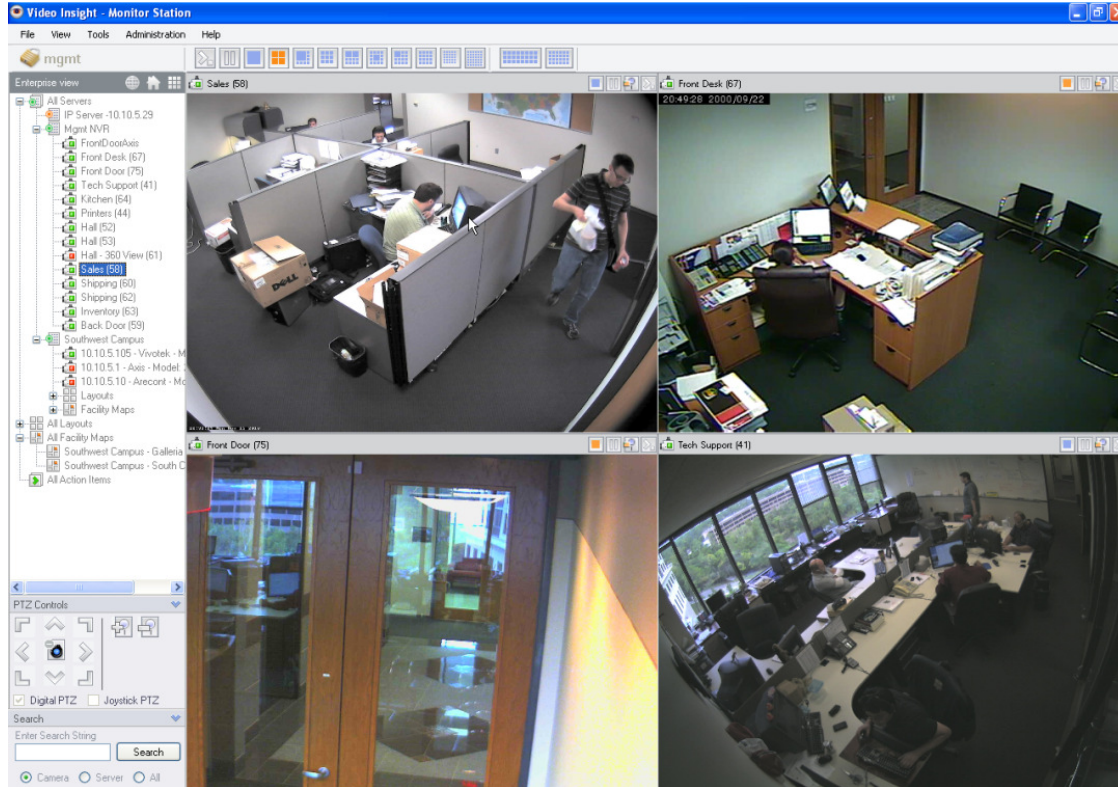 Video Insight - Monitor Station
File View Tools Administration Help
mgmt
Enterprise view
All Servers
IP Server -10.10.5.29
Mgmt NVR
FrontDoorAxis
Front Desk (67)
Front Door (75)
Tech Support (41)
Kitchen (64)
Printers (44)
Hall (52)
Hall (53)
Hall - 360 View (61)
Sales (58)
Shipping (60)
Shipping (62)
Inventory (63)
Back Door (59)
Southwest Campus
10.10.5.105 - Vivotek - M
10.10.5.1 - Axis - Model:
10.10.5.10 - Arecont - Mo
Layouts
Facility Maps
All Layouts
All Facility Maps
Southwest Campus - Galleria
Southwest Campus - South C
All Action Items
PTZ Controls
Digital PTZ Joystick PTZ
Search
Enter Search String
Search
Camera Server All
Sales (58)
DELL
Front Desk (67)
20:49:28 2000/09/22
Front Door (75)
Tech Support (41)